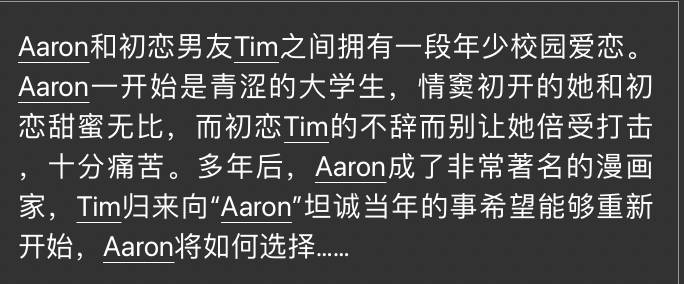 Aaron和初恋男友Tim之间拥有一段年少校园爱恋。
Aaron一开始是青涩的大学生，情窦初开的她和初
恋甜蜜无比，而初恋Tim的不辞而别让她倍受打击
，十分痛苦。多年后，Aaron成了非常著名的漫画
家，Tim归来向“Aaron”坦诚当年的事希望能够重新
开始，Aaron将如何选择……